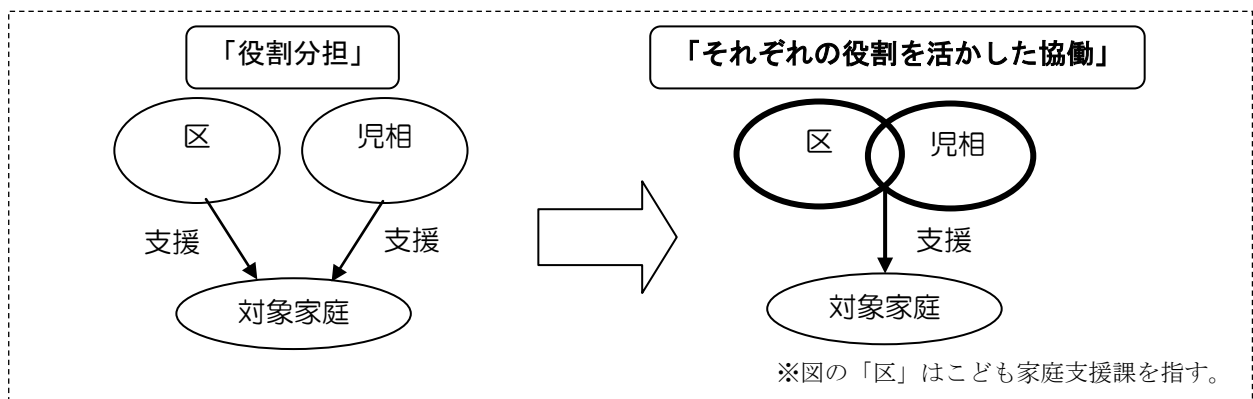 「役割分担」
区
児相
支援
支援
対象家庭
「それぞれの役割を活かした協働」
区
児相
支援
対象家庭
※図の「区」はこども家庭支援課を指す。